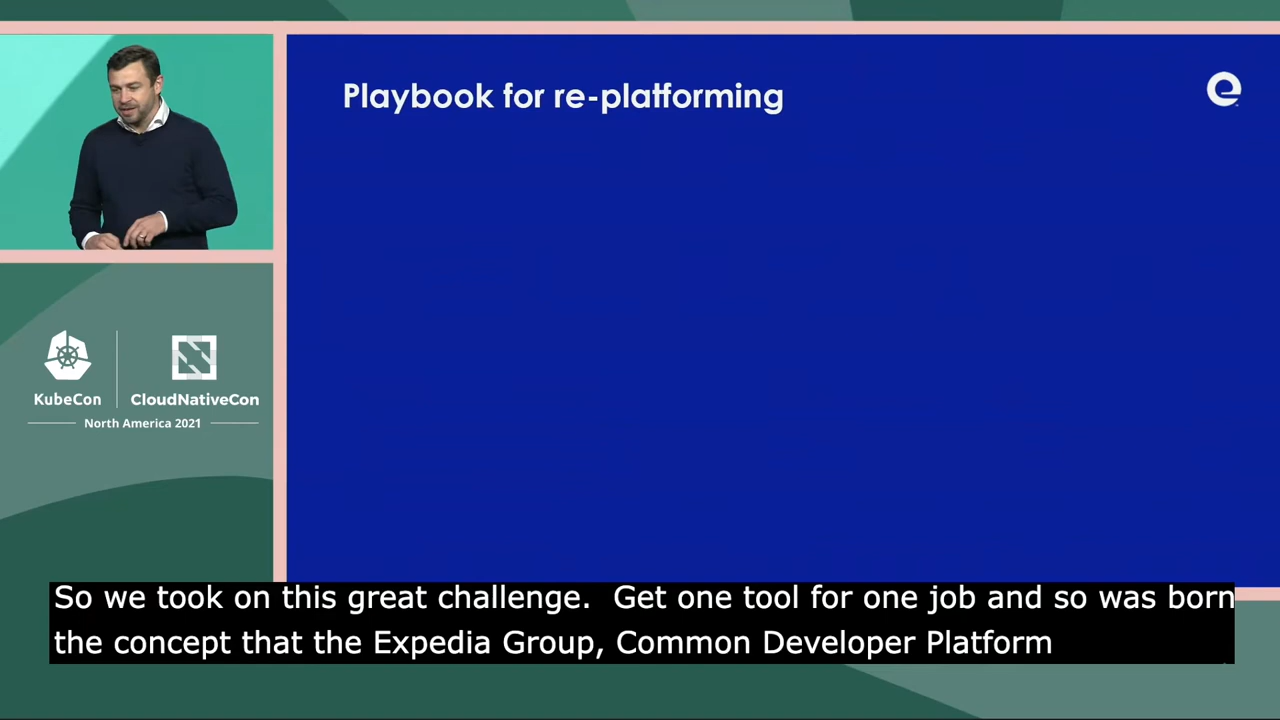 Playbook for re-platforming
KubeCon
CloudNativeCon
North America 2021
So we took on this great challenge.  Get one tool for one job and so was born
the concept that the Expedia Group, Common Developer Platform